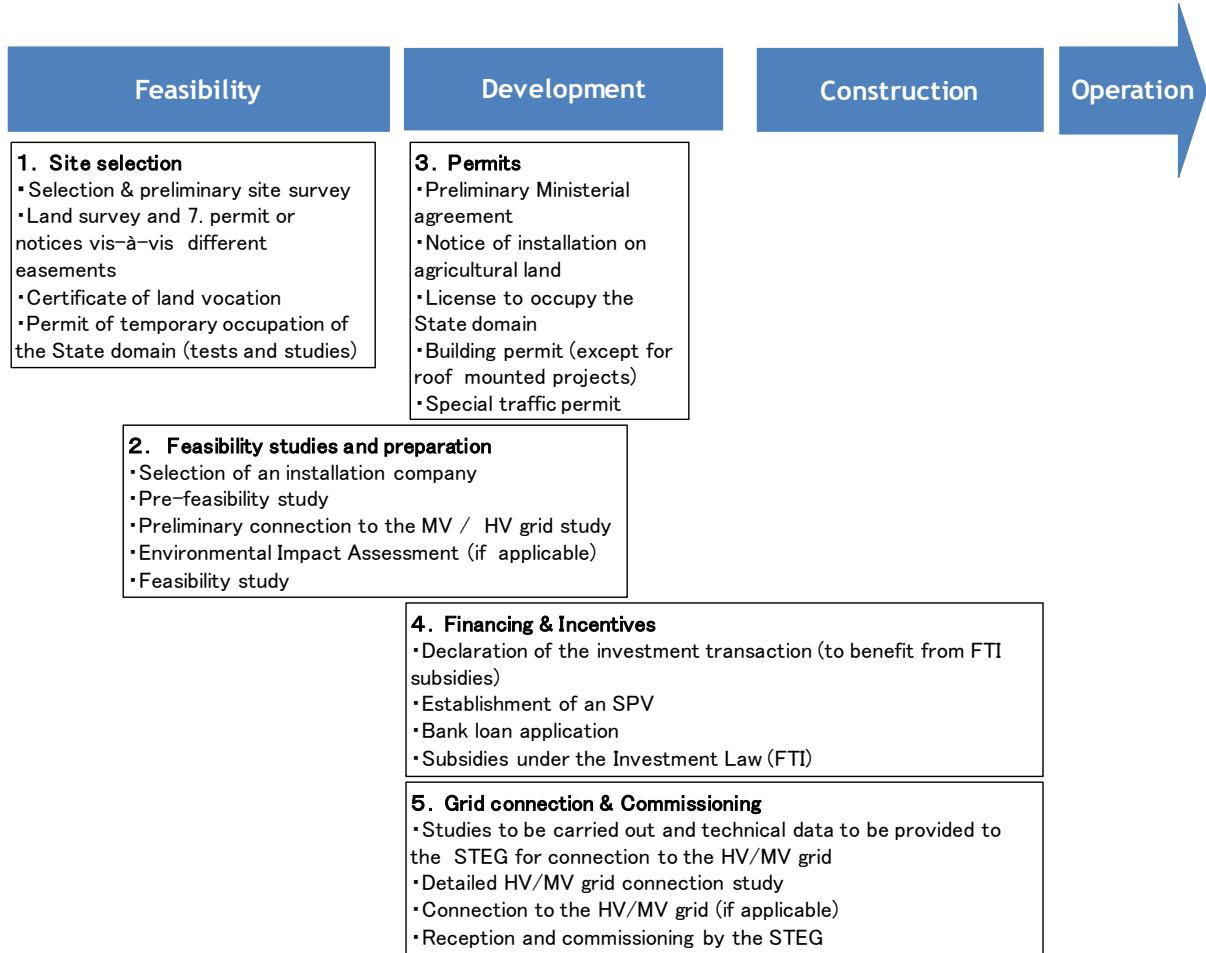 Feasibility
Development
Construction
Operation
1. Site selection
・Selection & preliminary site survey
・Land survey and 7. permit or
notices vis-à-vis different
easements
・Certificate of land vocation
・Permit of temporary occupation of
the State domain (tests and studies)
3. Permits
・Preliminary Ministerial
agreement
・Notice of installation on
agricultural land
・License to occupy the
State domain
・Building permit (except for
roof mounted projects)
・Special traffic permit
2. Feasibility studies and preparation
・Selection of an installation company
・Pre-feasibility study
・Preliminary connection to the MV / HV grid study
・Environmental Impact Assessment (if applicable)
・Feasibility study
4. Financing & Incentives
・Declaration of the investment transaction (to benefit from FTI
subsidies)
・Establishment of an SPV
・Bank loan application
・Subsidies under the Investment Law (FTI)
5. Grid connection & Commissioning
・Studies to be carried out and technical data to be provided to
the STEG for connection to the HV/MV grid
・Detailed HV/MV grid connection study
・Connection to the HV/MV grid (if applicable)
・Reception and commissioning by the STEG